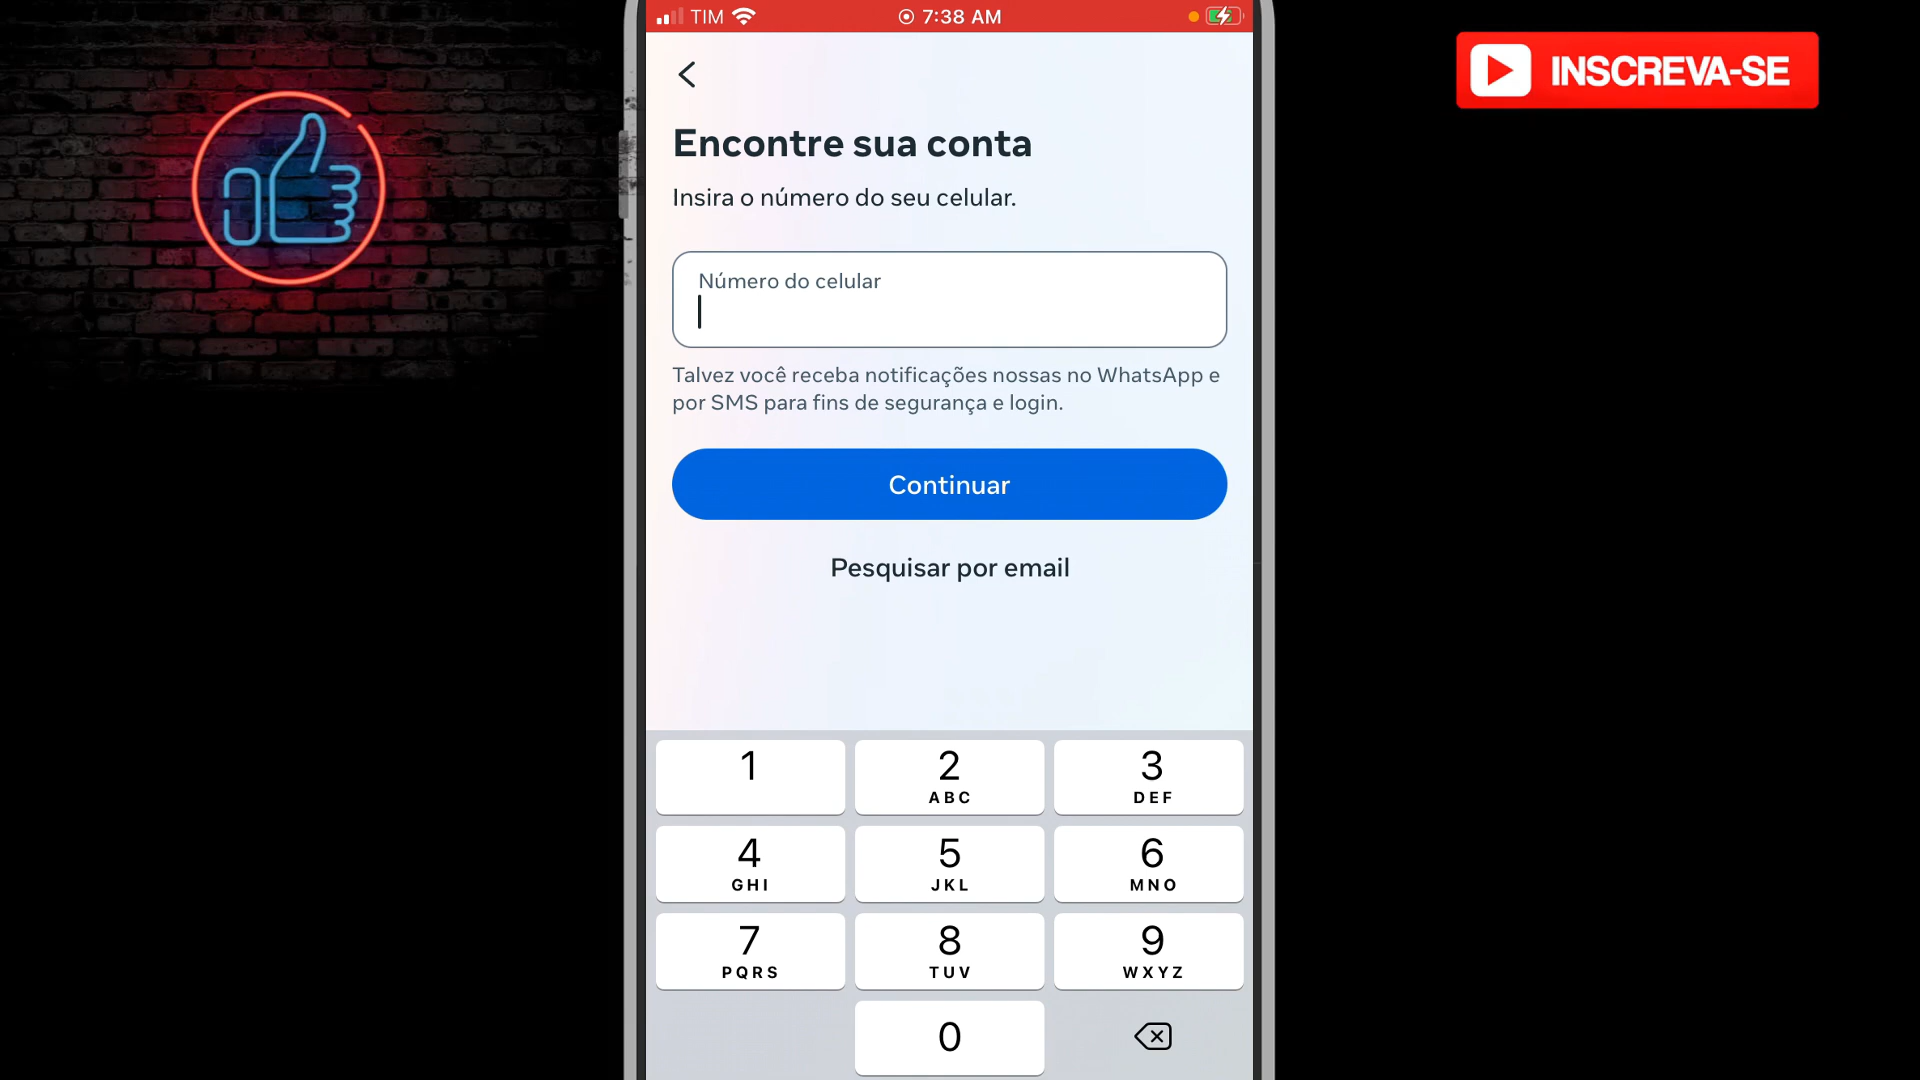 TIM 7:38 AM
INSCREVA-SE
Encontre sua conta
Insira o número do seu celular.
Número do celular
Talvez você receba notificações nossas no WhatsApp e
por SMS para fins de segurança e login.
Continuar
Pesquisar por email
1 2 3
ABC DEF
4 5 6
GHI JKL MNO
7 8 9
PQRS TUV WXYZ
0